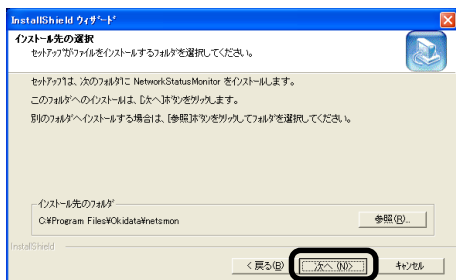 InstallShield ウィザード
インストール先の選択
セットアップがファイルをインストールするフォルダを選択してください。
セットアップは、次のフォルダに NetworkStatusMonitor をインストールします。
このフォルダへのインストールは、[次へ]ボタンをクリックします。
別のフォルダへインストールする場合は、[参照]ボタンをクリックしてフォルダを選択してください。
インストール先のフォルダ
C:¥Program Files¥Okidata¥netsmon
参照(R)...
InstallShield
< 戻る(B)
次へ (N)>
キャンセル